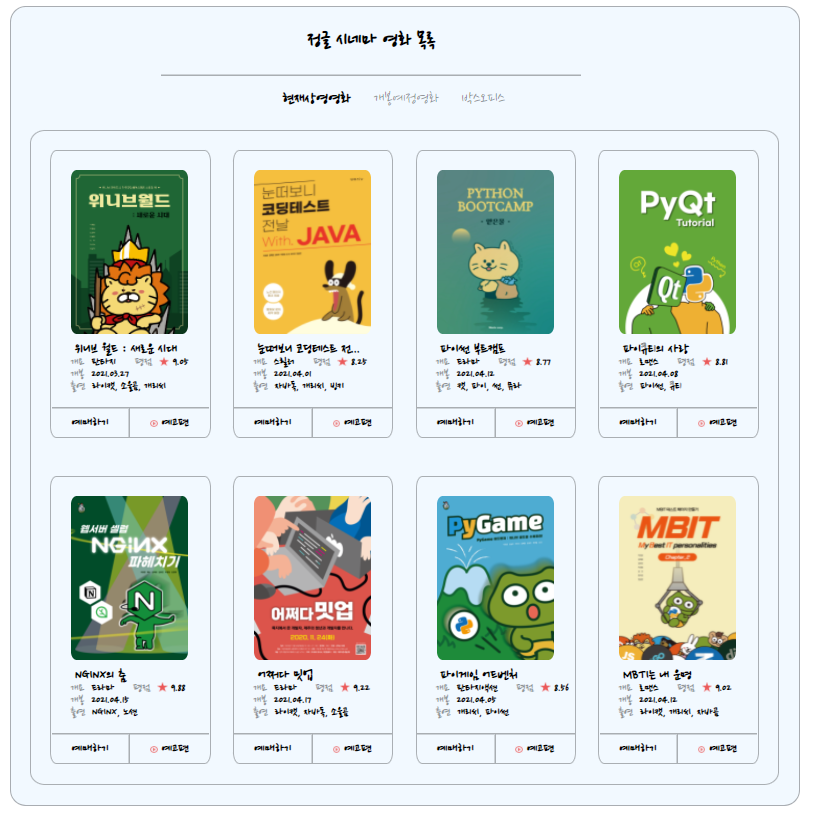 정글 시네마 영화 목록
현재상영영화 개봉예정영화 박스오피스
위니브월드
: 새로운 시대
위니브 월드 : 새로운 시대
개요 판타지 평점 ★ 9.05
개봉 2021.03.27
출연 라이캣, 소울곰, 개리씨
예매하기 예고편
눈떠보니
코딩테스트
전날
With. JAVA
눈떠보니 코딩테스트 전...
개요 스릴러 평점 ★ 8.25
개봉 2021.04.01
출연 자바독, 개리씨, 빙키
예매하기 예고편
PYTHON
BOOTCAMP
파이썬 부트캠프
개요 드라마 평점 ★ 8.77
개봉 2021.04.12
출연 캣, 파이, 썬, 뮤라
예매하기 예고편
PyQt
Tutorial
Qt
파이큐티의 사랑
개요 로맨스 평점 ★ 8.81
개봉 2021.04.08
출연 파이썬, 큐티
예매하기 예고편
웹서버 셀럽
NGINX
파헤치기
N
N
NGINX의 춤
개요 드라마 평점 ★ 9.88
개봉 2021.04.15
출연 NGINX, 노션
예매하기 예고편
어쩌다밋업
2020. 11. 24(화)
어쩌다 밋업
개요 드라마 평점 ★ 9.22
개봉 2021.04.17
출연 라이캣, 자바독, 소울곰
예매하기 예고편
PyGame
파이게임 어드벤처
개요 판타지액션 평점 ★ 8.56
개봉 2021.04.05
출연 개리씨, 파이썬
예매하기 예고편
MBIT
My Best IT personalities
Chapter. 2
MBTI는 내 운명
개요 로맨스 평점 ★ 9.02
개봉 2021.04.12
출연 라이캣, 개리씨, 자바곰
예매하기 예고편